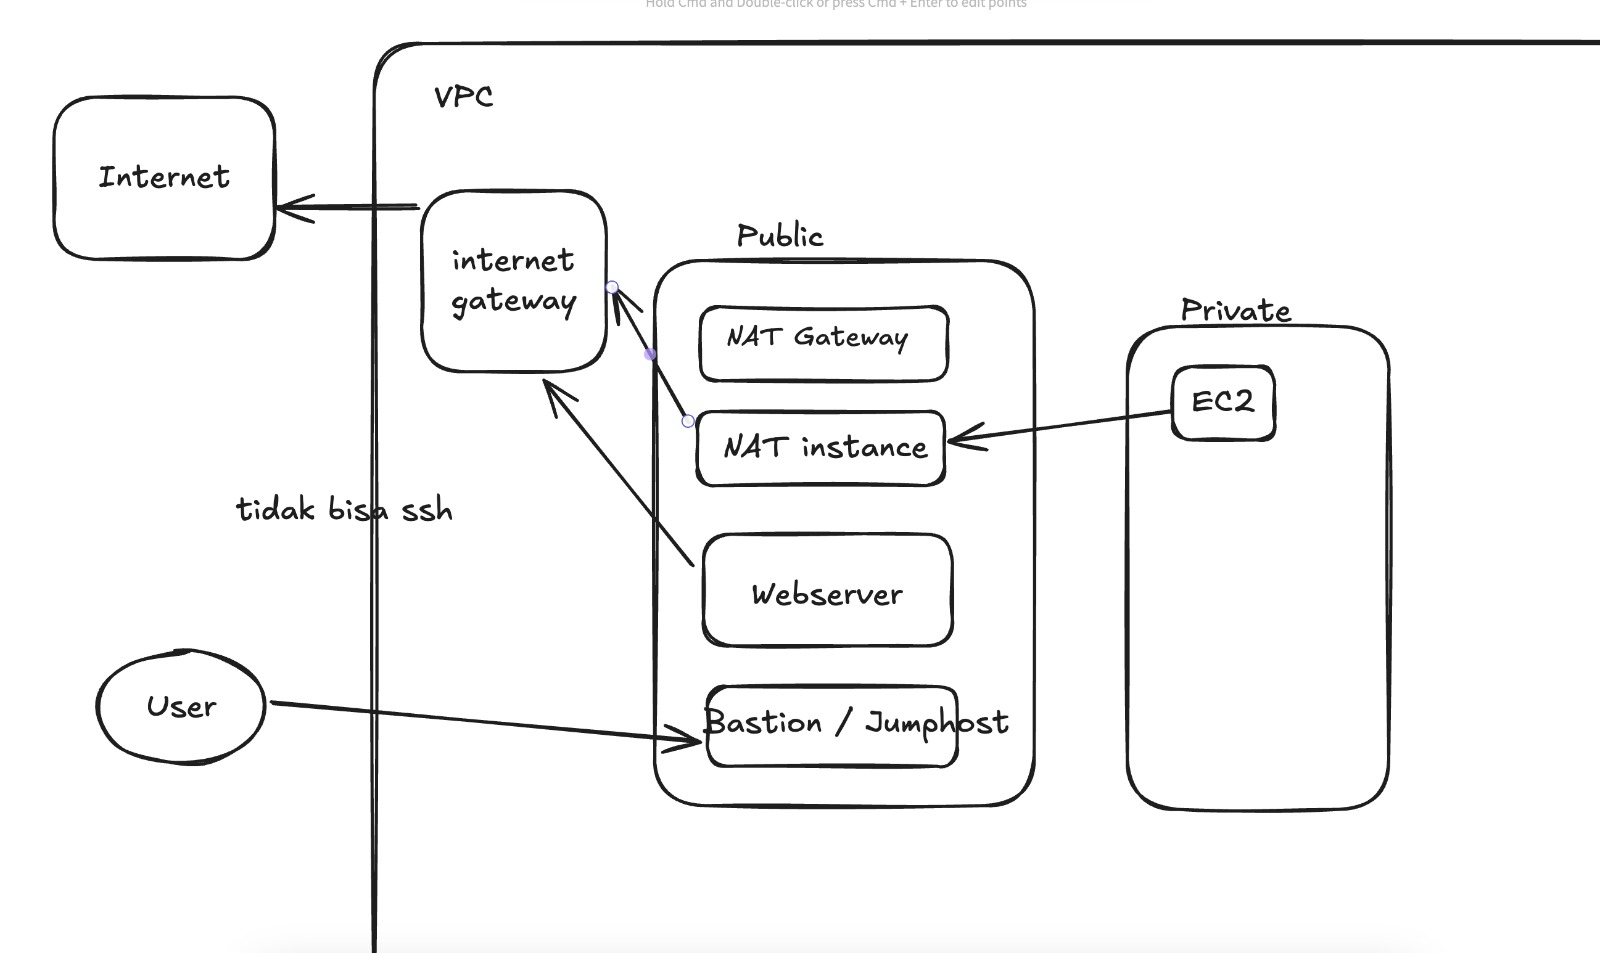 Hold Cmd and Double-click or press Cmd + Enter to edit points
VPC
Internet
internet
gateway
Public
NAT Gateway
NAT instance
Webserver
Bastion / Jumphost
Private
EC2
tidak bisa ssh
User